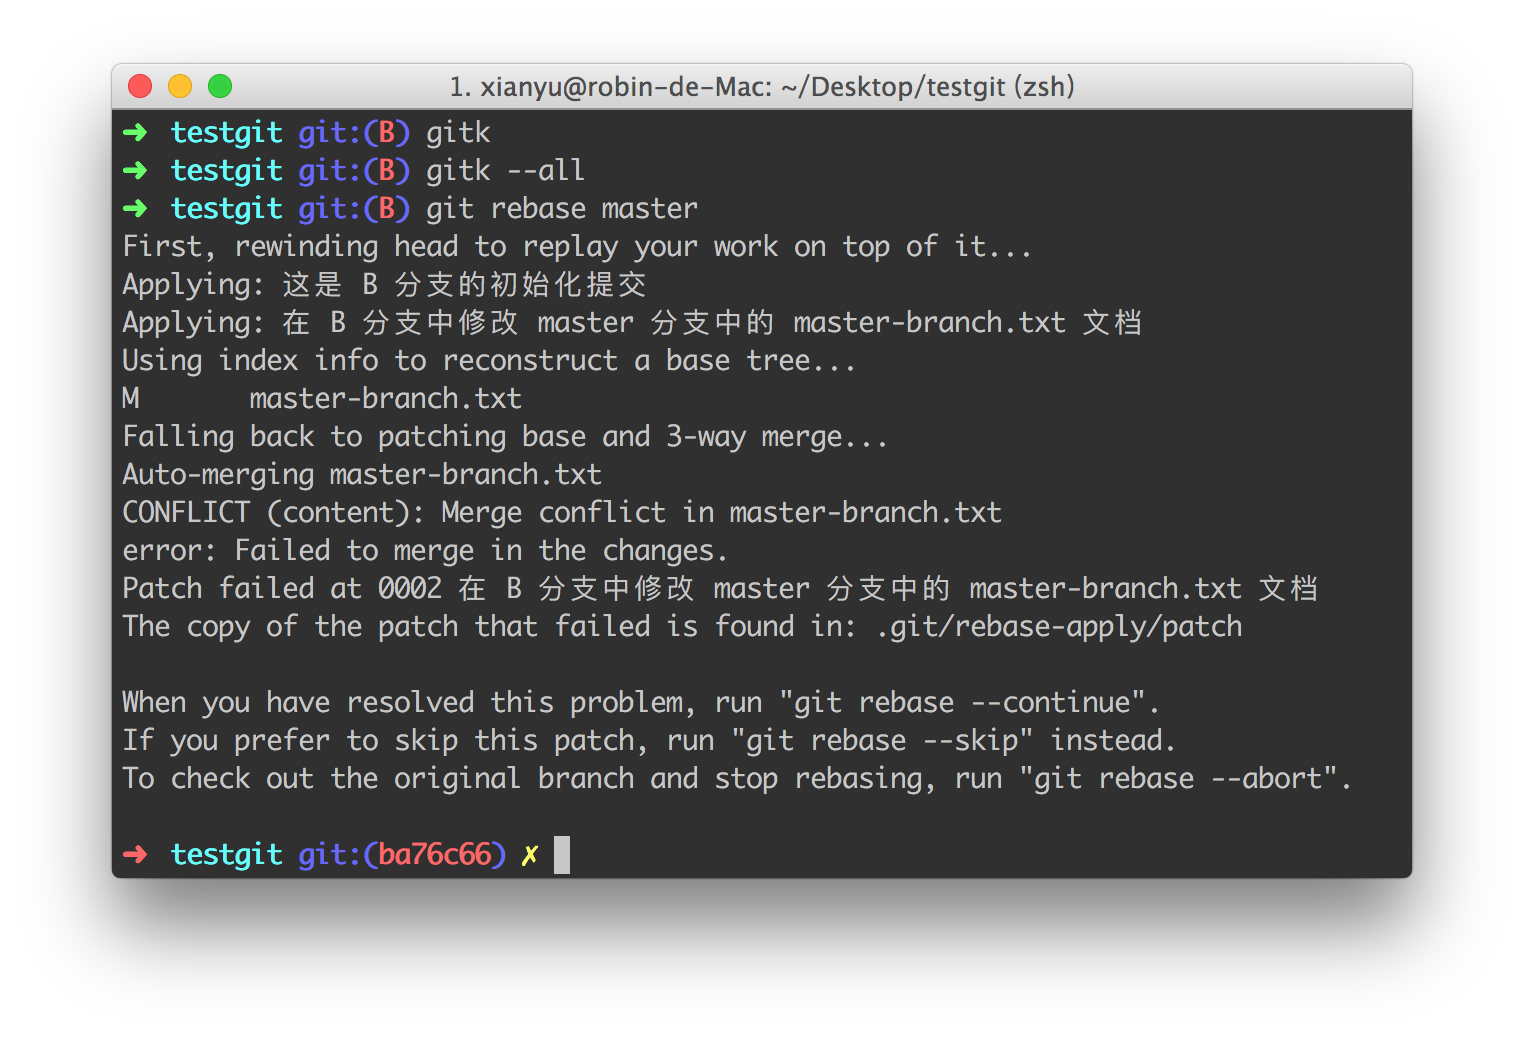 1. xianyu@robin-de-Mac: ~/Desktop/testgit (zsh)
➜ testgit git:(B) gitk
➜ testgit git:(B) gitk --all
➜ testgit git:(B) git rebase master
First, rewinding head to replay your work on top of it...
Applying: 这是 B 分支的初始化提交
Applying: 在 B 分支中修改 master 分支中的 master-branch.txt 文档
Using index info to reconstruct a base tree...
M       master-branch.txt
Falling back to patching base and 3-way merge...
Auto-merging master-branch.txt
CONFLICT (content): Merge conflict in master-branch.txt
error: Failed to merge in the changes.
Patch failed at 0002 在 B 分支中修改 master 分支中的 master-branch.txt 文档
The copy of the patch that failed is found in: .git/rebase-apply/patch
When you have resolved this problem, run "git rebase --continue".
If you prefer to skip this patch, run "git rebase --skip" instead.
To check out the original branch and stop rebasing, run "git rebase --abort".
➜ testgit git:(ba76c66) ✗